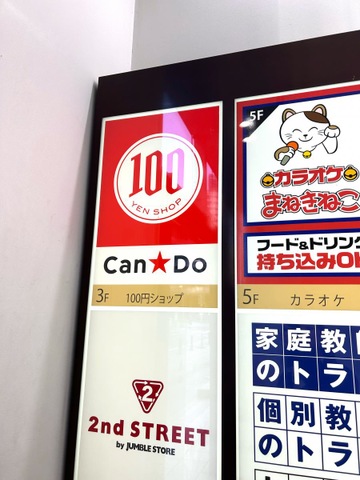 100
YEN SHOP
Can★Do
3F 100円ショップ
2
2nd STREET
by JUMBLE STORE
5F
カラオケ
まねきねこ
フード&ドリンク
持ち込みOK
5F カラオケ
家庭教
のトラ
個別教
のトラ